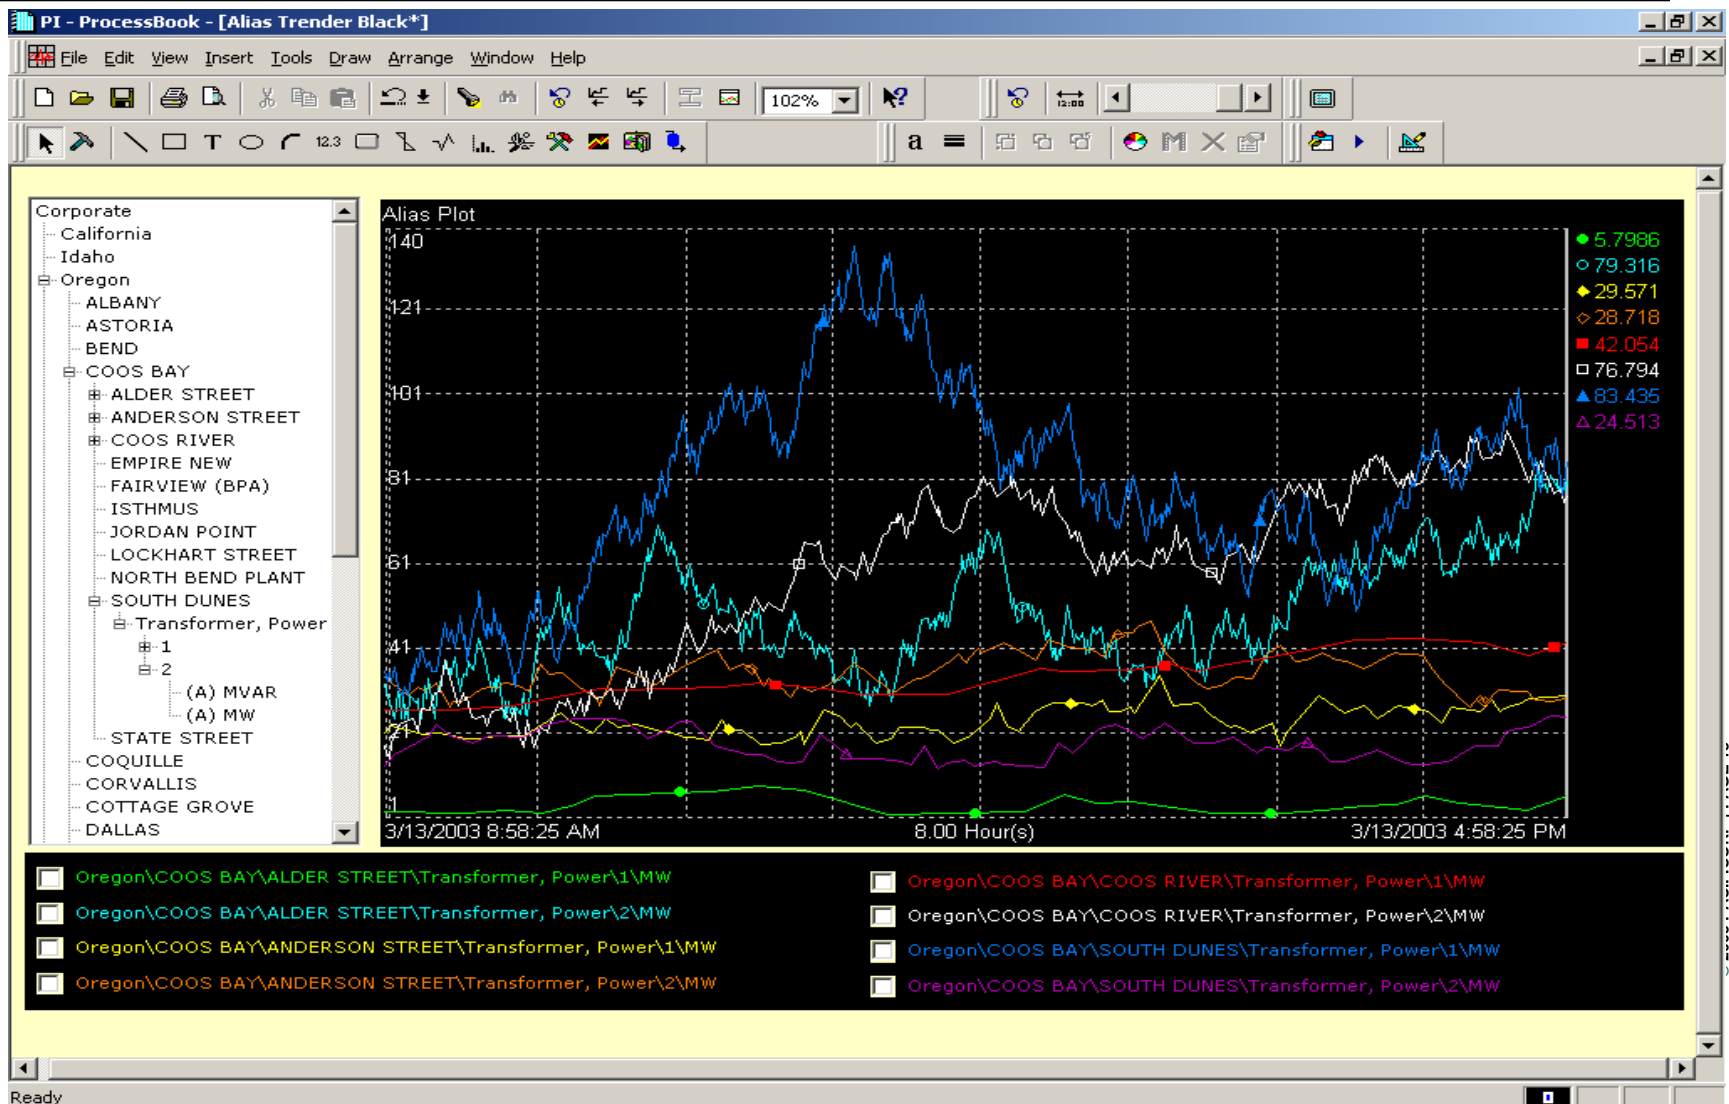 PI - ProcessBook - [Alias Trender Black*]
File Edit View Insert Tools Draw Arrange Window Help
102%
12:00
T 12.3 a
Corporate
California
Idaho
Oregon
ALBANY
ASTORIA
BEND
COOS BAY
ALDER STREET
ANDERSON STREET
COOS RIVER
EMPIRE NEW
FAIRVIEW (BPA)
ISTHMUS
JORDAN POINT
LOCKHART STREET
NORTH BEND PLANT
SOUTH DUNES
Transformer, Power
1
2
(A) MVAR
(A) MW
STATE STREET
COQUILLE
CORVALLIS
COTTAGE GROVE
DALLAS
Alias Plot
140
121
101
81
61
41
21
1
3/13/2003 8:58:25 AM 8.00 Hour(s) 3/13/2003 4:58:25 PM
5.7986
79.316
29.571
28.718
42.054
76.794
83.435
24.513
Oregon\COOS BAY\ALDER STREET\Transformer, Power\1\MW
Oregon\COOS BAY\ALDER STREET\Transformer, Power\2\MW
Oregon\COOS BAY\ANDERSON STREET\Transformer, Power\1\MW
Oregon\COOS BAY\ANDERSON STREET\Transformer, Power\2\MW
Oregon\COOS BAY\COOS RIVER\Transformer, Power\1\MW
Oregon\COOS BAY\COOS RIVER\Transformer, Power\2\MW
Oregon\COOS BAY\SOUTH DUNES\Transformer, Power\1\MW
Oregon\COOS BAY\SOUTH DUNES\Transformer, Power\2\MW
Ready